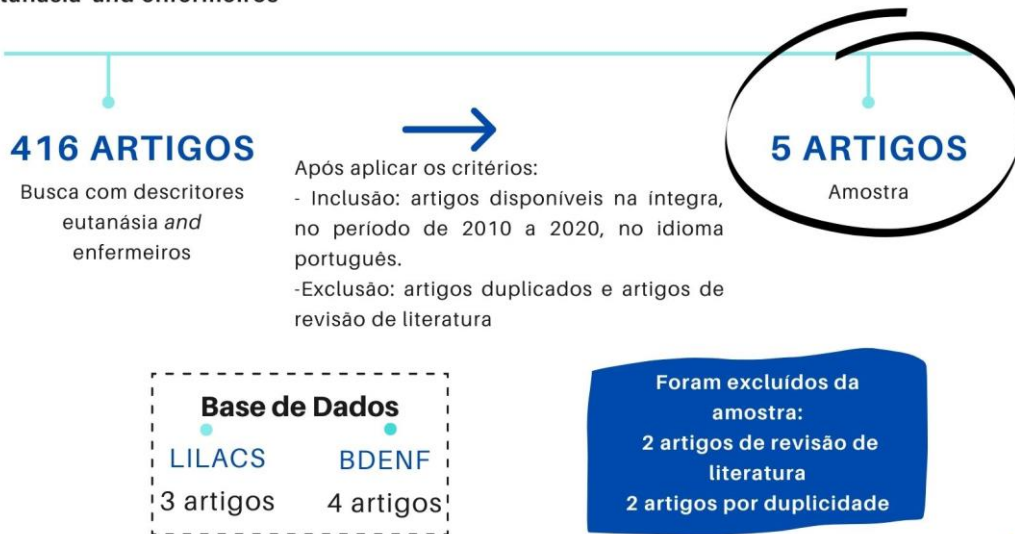 and enfermeiros
416 ARTIGOS
Busca com descritores
eutanásia and
enfermeiros
Após aplicar os critérios:
- Inclusão: artigos disponíveis na íntegra,
no período de 2010 a 2020, no idioma
português.
-Exclusão: artigos duplicados e artigos de
revisão de literatura
5 ARTIGOS
Amostra
Base de Dados
LILACS
BDENF
3 artigos
4 artigos
Foram excluídos da
amostra:
2 artigos de revisão de
literatura
2 artigos por duplicidade